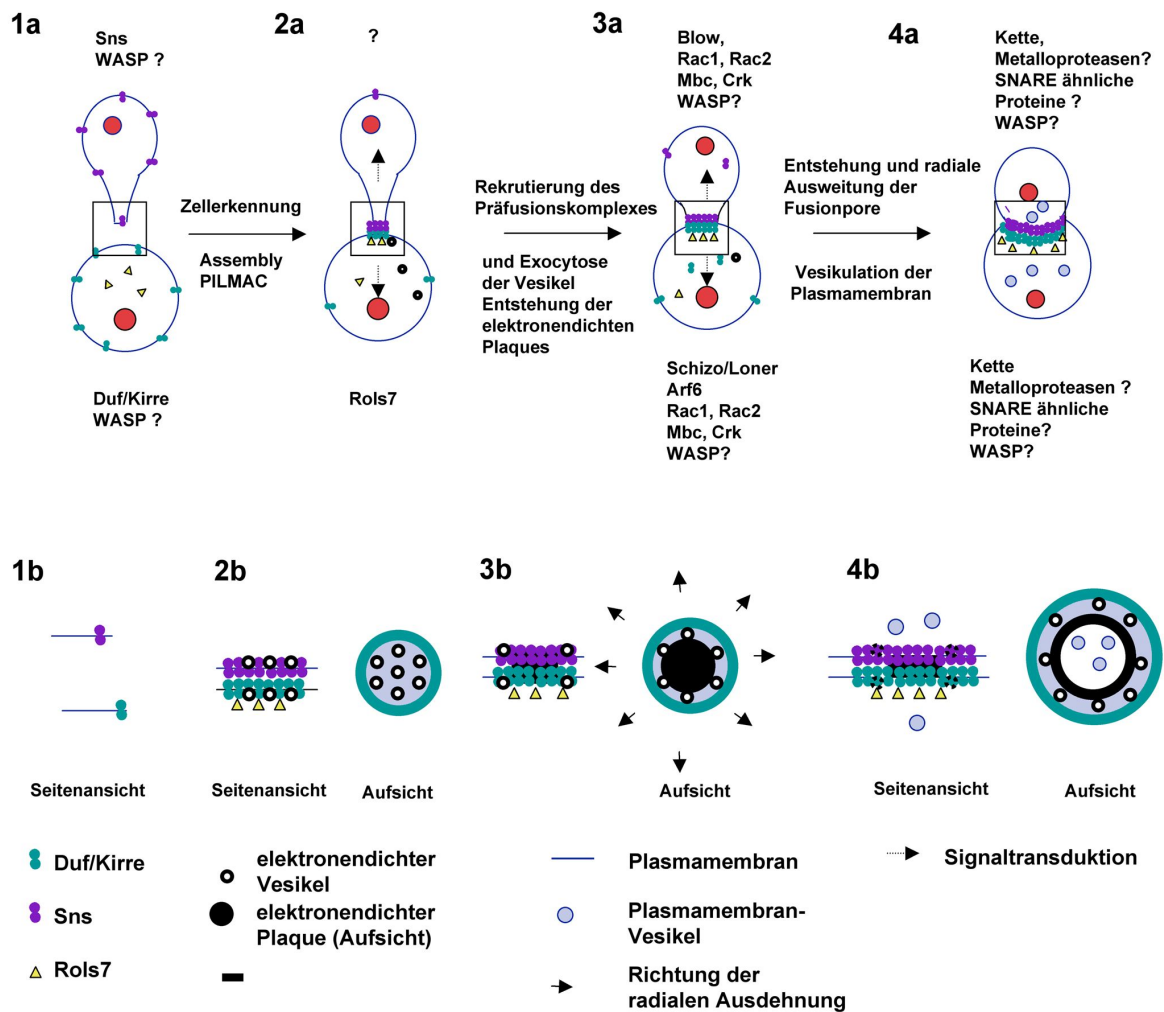 1a
Sns
WASP ?
Duf/Kirre
WASP ?
Zellerkennung
Assembly
PILMAC
2a
?
Rols7
Rekrutierung des
Präfusionskomplexes
und Exocytose
der Vesikel
Entstehung der
elektronendichten
Plaques
3a
Blow,
Rac1, Rac2
Mbc, Crk
WASP?
Schizo/Loner
Arf6
Rac1, Rac2
Mbc, Crk
WASP?
Entstehung und radiale
Ausweitung der
Fusionpore
Vesikulation der
Plasmamembran
4a
Kette,
Metalloproteasen?
SNARE ähnliche
Proteine ?
WASP?
Kette
Metalloproteasen ?
SNARE ähnliche
Proteine?
WASP?
1b
Seitenansicht
2b
Seitenansicht
Aufsicht
3b
Aufsicht
4b
Seitenansicht
Aufsicht
Duf/Kirre
Sns
Rols7
elektronendichter
Vesikel
elektronendichter
Plaque (Aufsicht)
Plasmamembran
Plasmamembran-
Vesikel
Richtung der
radialen Ausdehnung
Signaltransduktion